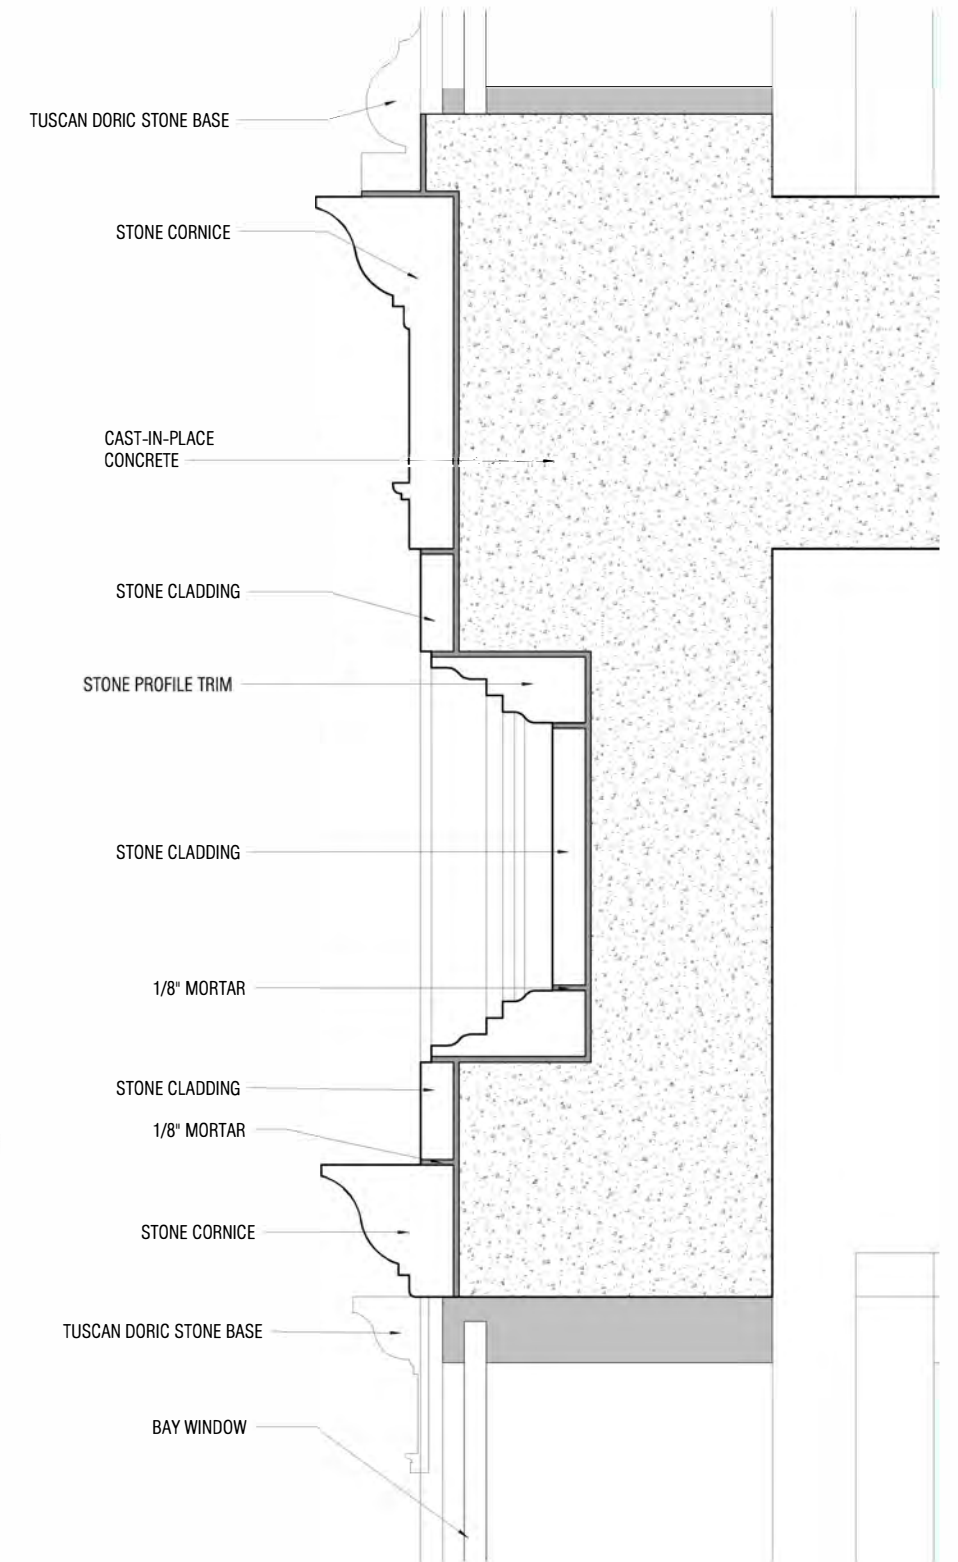 TUSCAN DORIC STONE BASE
STONE CORNICE
CAST-IN-PLACE
CONCRETE
STONE CLADDING
STONE PROFILE TRIM
STONE CLADDING
1/8" MORTAR
STONE CLADDING
1/8" MORTAR
STONE CORNICE
TUSCAN DORIC STONE BASE
BAY WINDOW